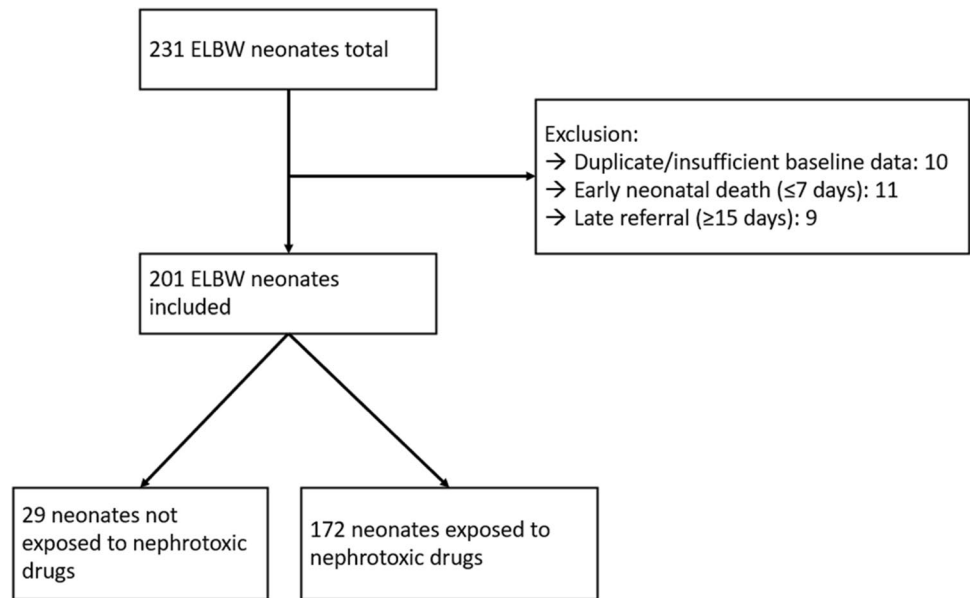 231 ELBW neonates total
Exclusion:
→ Duplicate/insufficient baseline data: 10
→ Early neonatal death (≤7 days): 11
→ Late referral (≥15 days): 9
201 ELBW neonates
included
29 neonates not
exposed to nephrotoxic
drugs
172 neonates exposed to
nephrotoxic drugs